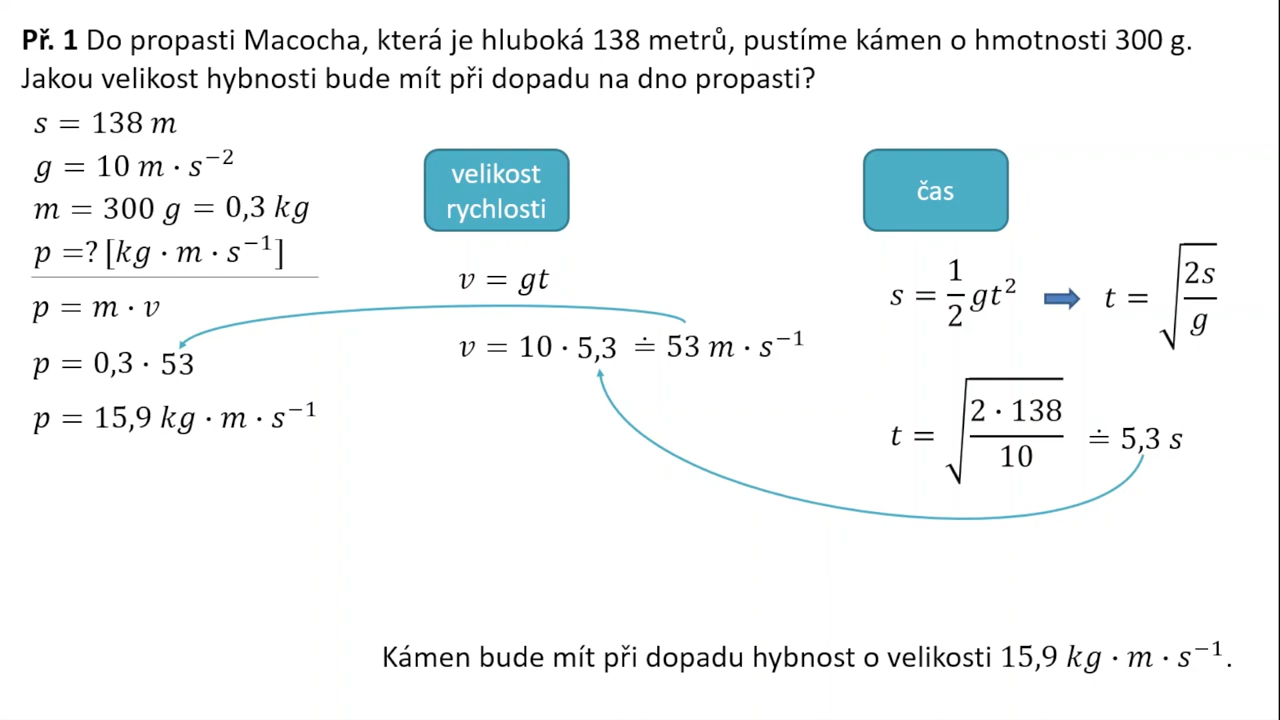 Př. 1 Do propasti Macocha, která je hluboká 138 metrů, pustíme kámen o hmotnosti 300 g.
Jakou velikost hybnosti bude mít při dopadu na dno propasti?
s = 138 m
g = 10 m · s⁻²
m = 300 g = 0,3 kg
p =? [kg · m · s⁻¹]
p = m · v
p = 0,3 · 53
p = 15,9 kg · m · s⁻¹
velikost
rychlosti
v = gt
v = 10 · 5,3 ≐ 53 m · s⁻¹
čas
s = 1/2 gt² ➡ t = √(2s/g)
t = √(2 · 138/10) ≐ 5,3 s
Kámen bude mít při dopadu hybnost o velikosti 15,9 kg · m · s⁻¹.